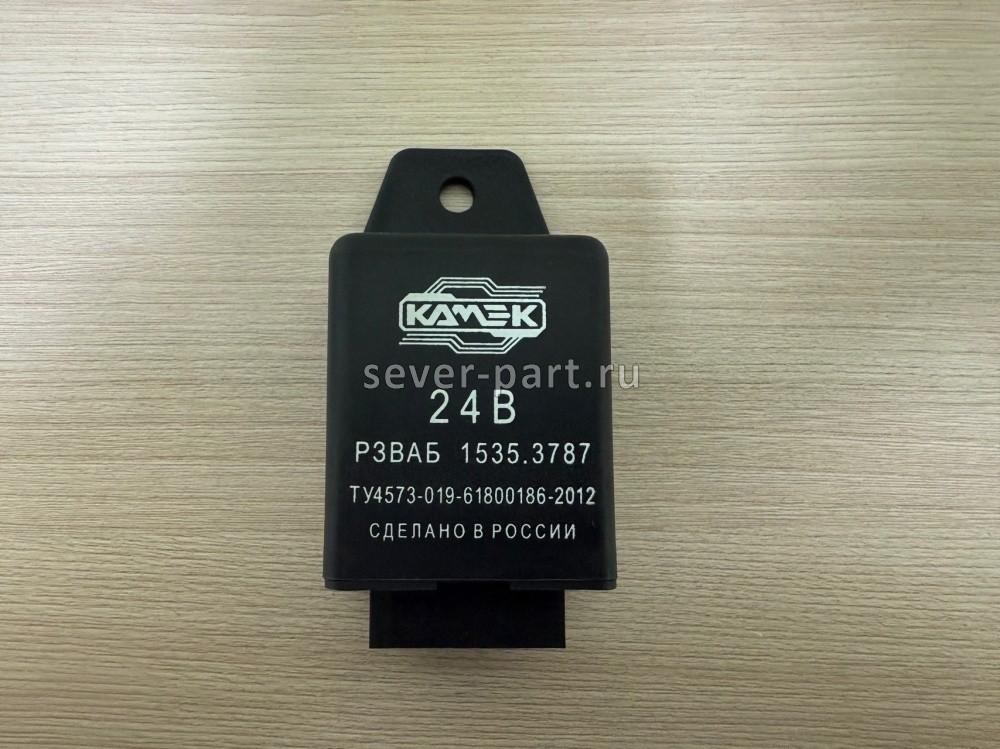 КАМЕК
sever-part.ru
24В
РЗВАБ 1535.3787
ТУ4573-019-61800186-2012
СДЕЛАНО В РОССИИ